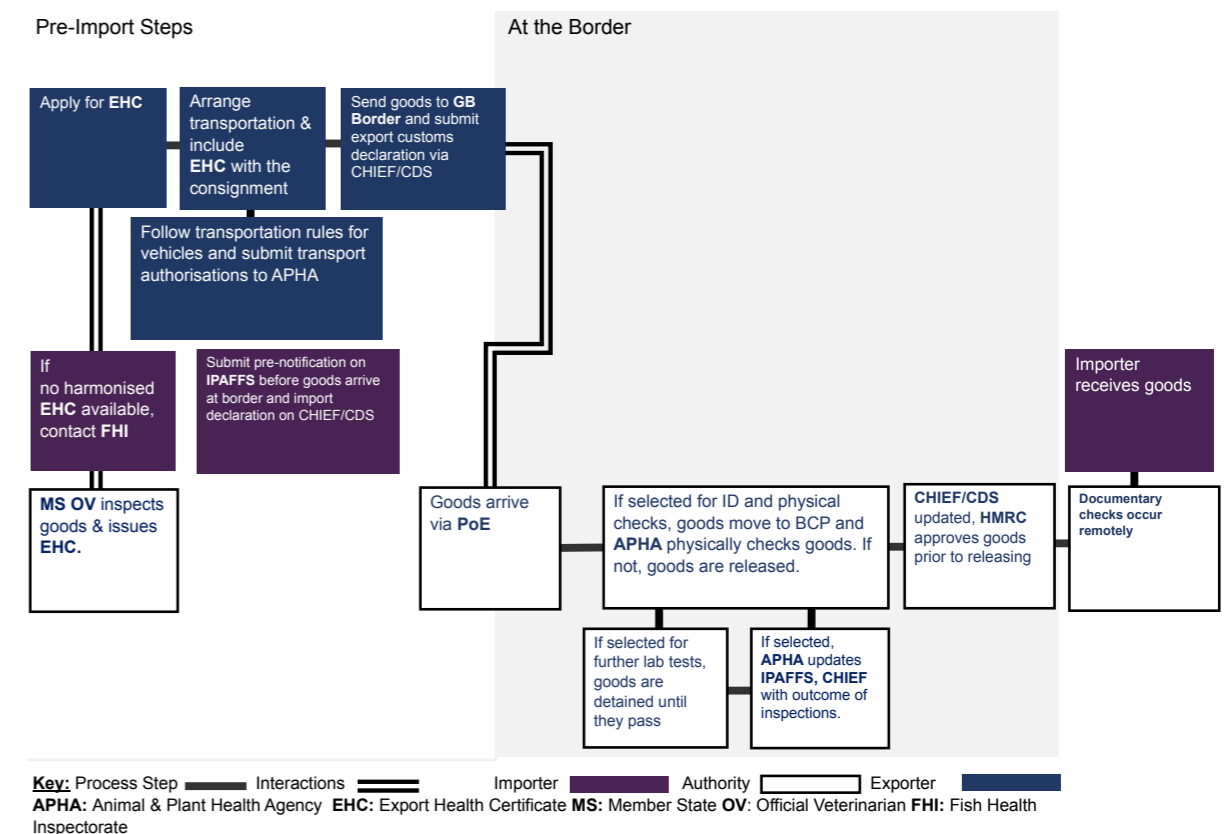 Pre-Import Steps
At the Border
Apply for EHC
Arrange
transportation &
include
EHC with the
consignment
Send goods to GB
Border and submit
export customs
declaration via
CHIEF/CDS
Follow transportation rules for
vehicles and submit transport
authorisations to APHA
If
no harmonised
EHC available,
contact FHI
Submit pre-notification on
IPAFFS before goods arrive
at border and import
declaration on CHIEF/CDS
Importer
receives goods
MS OV inspects
goods & issues
EHC.
Goods arrive
via PoE
If selected for ID and physical
checks, goods move to BCP and
APHA physically checks goods. If
not, goods are released.
CHIEF/CDS
updated, HMRC
approves goods
prior to releasing
Documentary
checks occur
remotely
If selected for
further lab tests,
goods are
detained until
they pass
If selected,
APHA updates
IPAFFS, CHIEF
with outcome of
inspections.
Key: Process Step Interactions Importer Authority Exporter
APHA: Animal & Plant Health Agency EHC: Export Health Certificate MS: Member State OV: Official Veterinarian FHI: Fish Health
Inspectorate